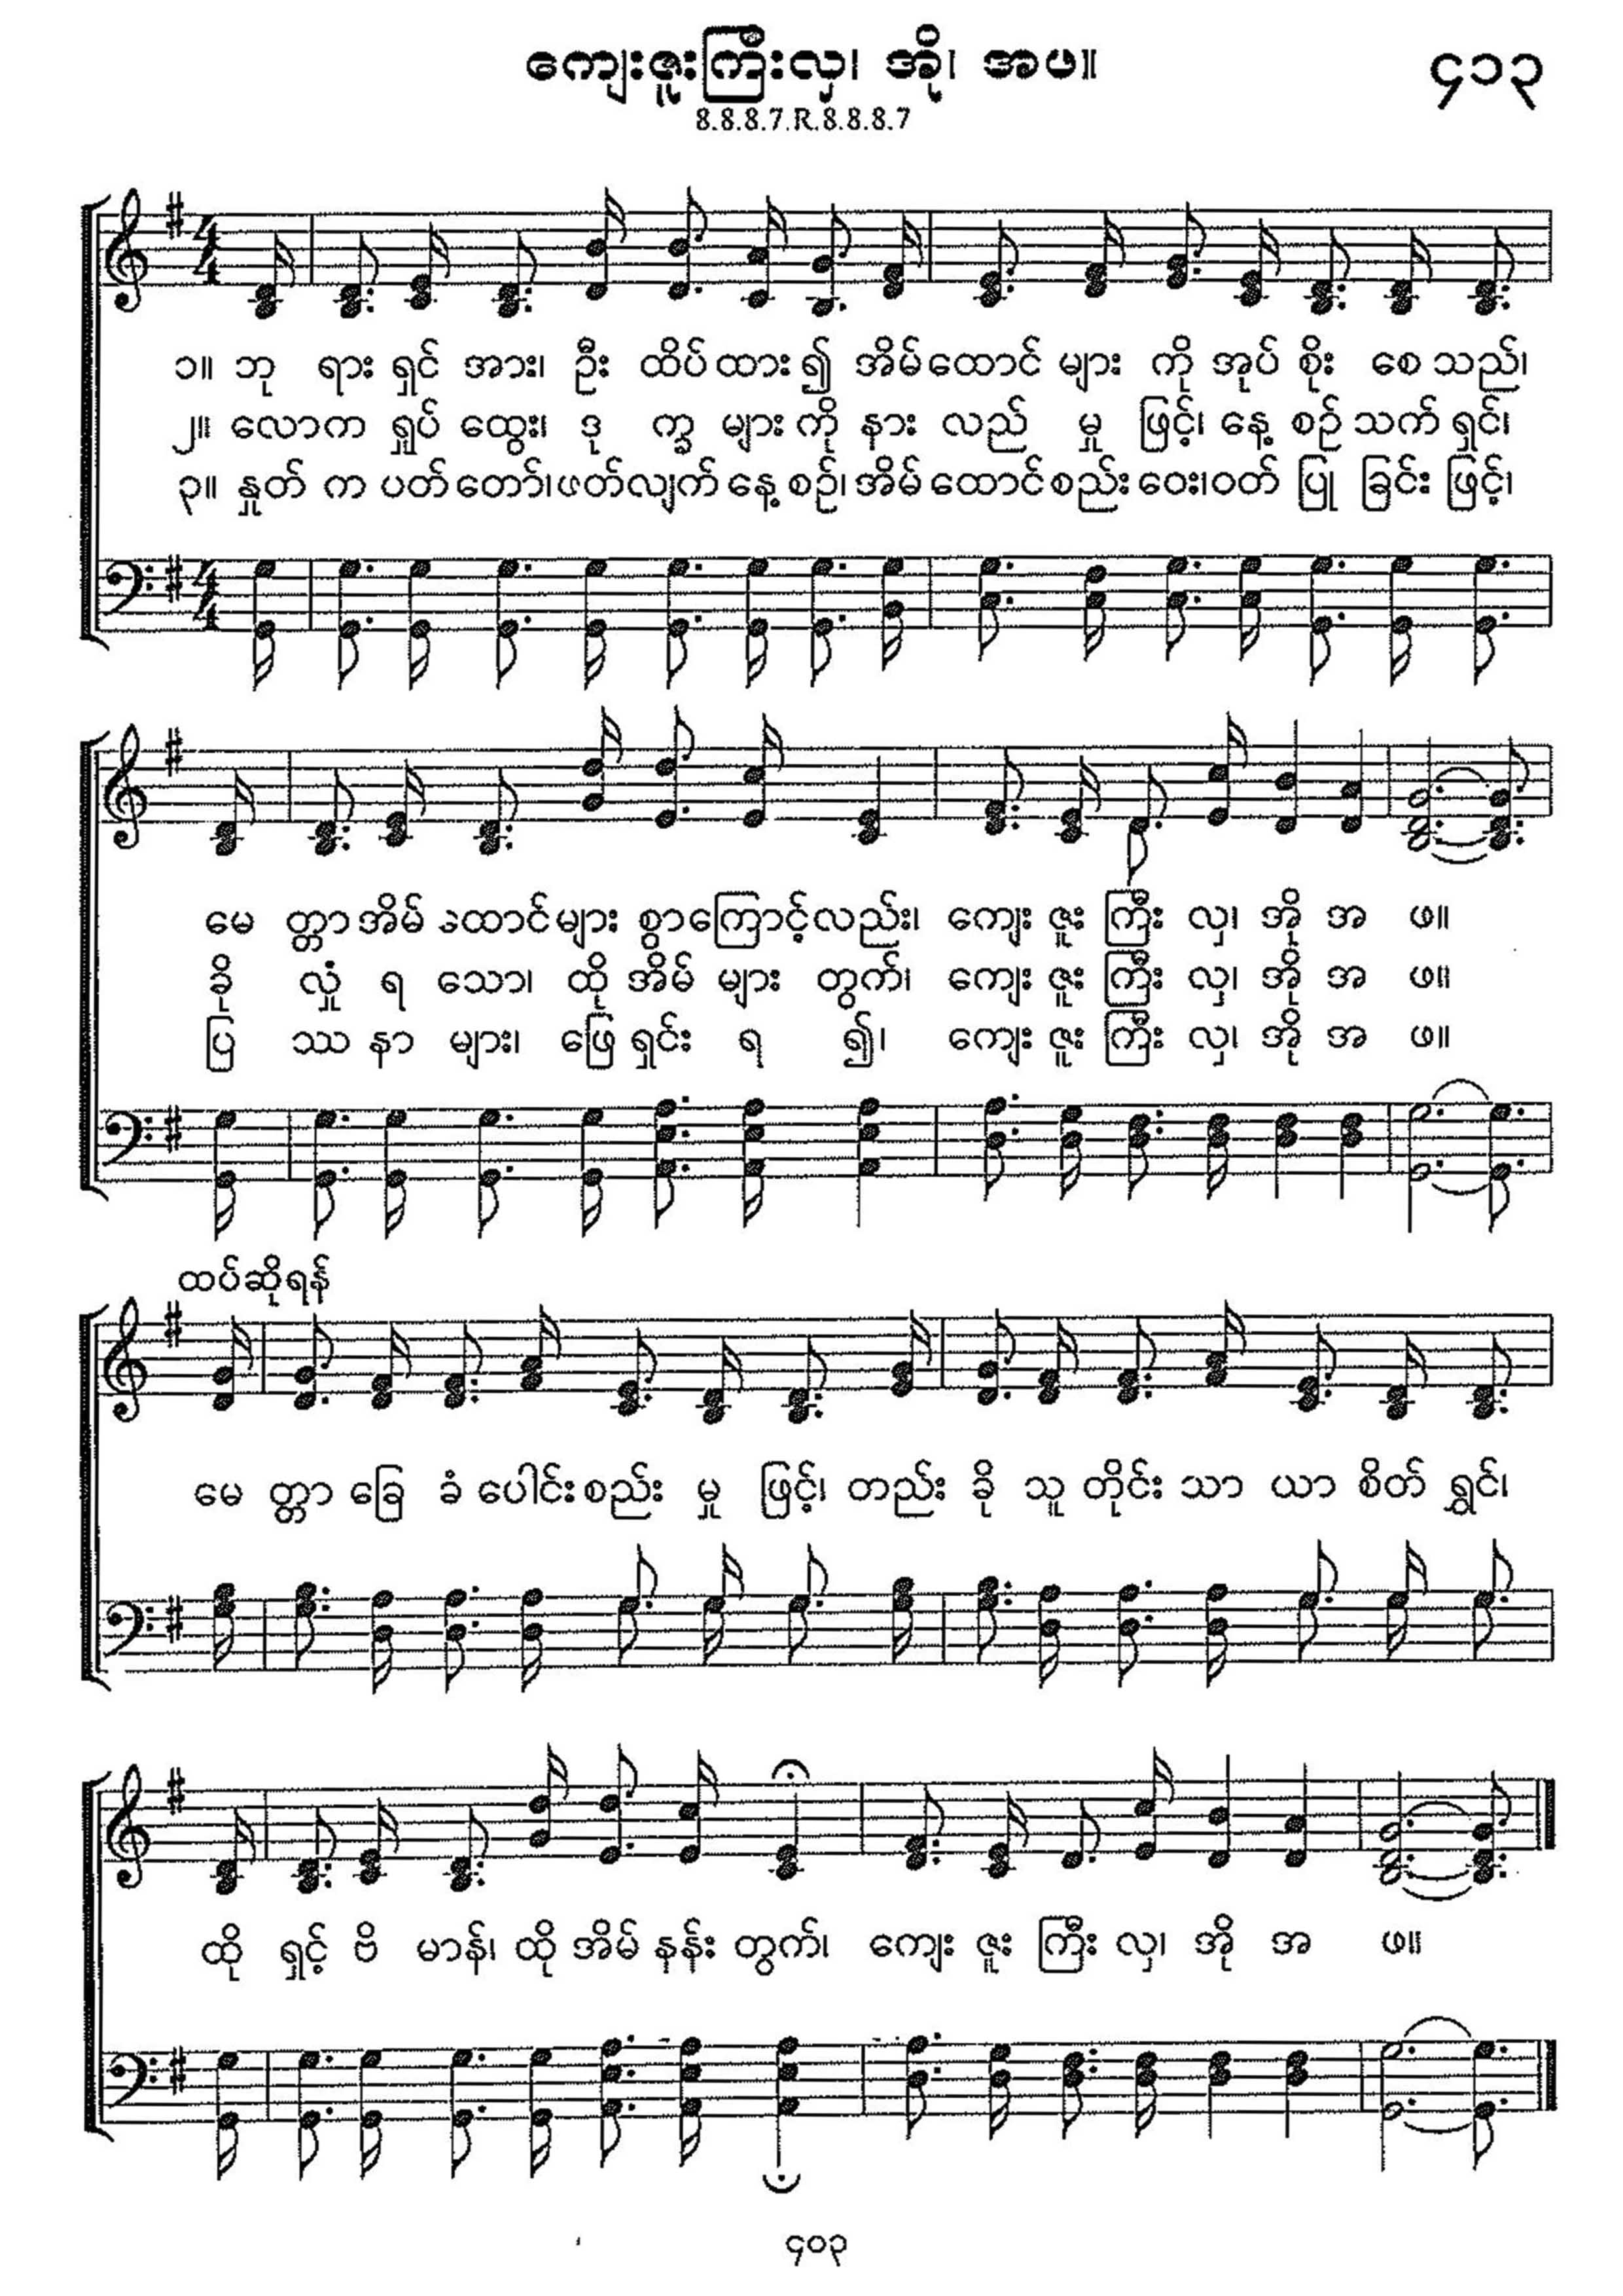 ကျေးဇူးကြီးလှ၊ အို၊ အဖ။
၄၁၃
8.8.8.7.R.8.8.8.7
၁။ ဘု ရား ရှင် အား၊ ဦး ထိပ် ထား ၍ အိမ် ထောင် များ ကို အုပ် စိုး စေ သည်၊
၂။ လောက ရှုပ် ထွေး၊ ဒု က္ခ များ ကို နား လည် မှု ဖြင့်၊ နေ့ စဉ် သက် ရှင်၊
၃။ နှုတ် က ပတ် တော်၊ ဖတ် လျက် နေ့ စဉ်၊ အိမ် ထောင် စည်း ဝေး၊ ဝတ် ပြု ခြင်း ဖြင့်၊
မေ တ္တာ အိမ် ထောင် များ စွာ ကြောင့် လည်း၊ ကျေး ဇူး ကြီး လှ၊ အို အ ဖ။
ခို လှုံ ရ သော၊ ထို အိမ် များ တွက်၊ ကျေး ဇူး ကြီး လှ၊ အို အ ဖ။
ပြ ဿ နာ များ၊ ဖြေ ရှင်း ရ ၍၊ ကျေး ဇူး ကြီး လှ၊ အို အ ဖ။
ထပ်ဆိုရန်
မေ တ္တာ ခြေ ခံ ပေါင်း စည်း မှု ဖြင့်၊ တည်း ခို သူ တိုင်း သာ ယာ စိတ် ရွှင်၊
ထို ရှင့် ဗိ မာန်၊ ထို အိမ် နန်း တွက်၊ ကျေး ဇူး ကြီး လှ၊ အို အ ဖ။
၄၀၃